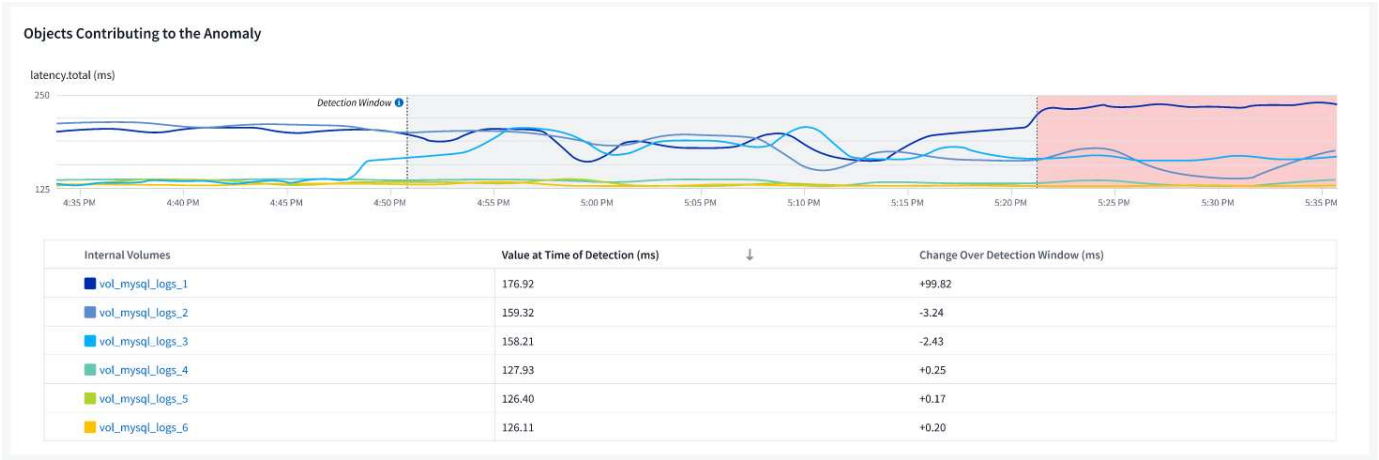 Objects Contributing to the Anomaly
latency.total (ms)
250
Detection Window i
125
4:35 PM 4:40 PM 4:45 PM 4:50 PM 4:55 PM 5:00 PM 5:05 PM 5:10 PM 5:15 PM 5:20 PM 5:25 PM 5:30 PM 5:35 PM
Internal Volumes Value at Time of Detection (ms) ↓ Change Over Detection Window (ms)
vol_mysql_logs_1 176.92 +99.82
vol_mysql_logs_2 159.32 -3.24
vol_mysql_logs_3 158.21 -2.43
vol_mysql_logs_4 127.93 +0.25
vol_mysql_logs_5 126.40 +0.17
vol_mysql_logs_6 126.11 +0.20